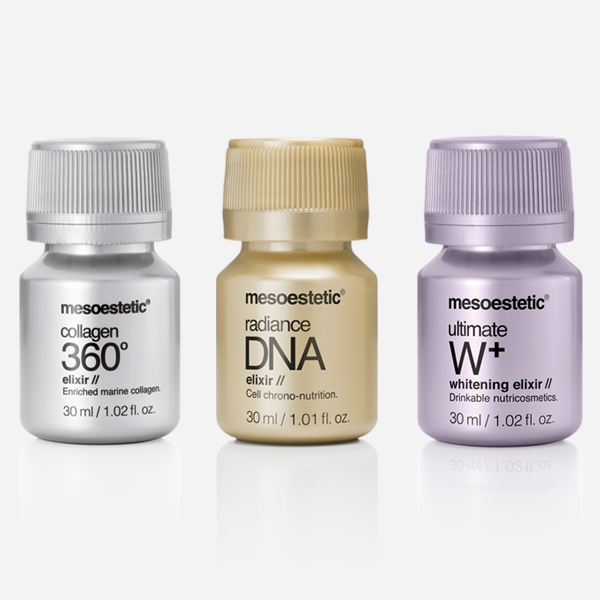 mesoestetic®
collagen
360º
elixir //
Enriched marine collagen.
30 ml / 1.02 fl. oz.
mesoestetic®
radiance
DNA
elixir //
Cell chrono-nutrition.
30 ml / 1.01 fl. oz.
mesoestetic®
ultimate
W+
whitening elixir //
Drinkable nutricosmetics.
30 ml / 1.02 fl. oz.